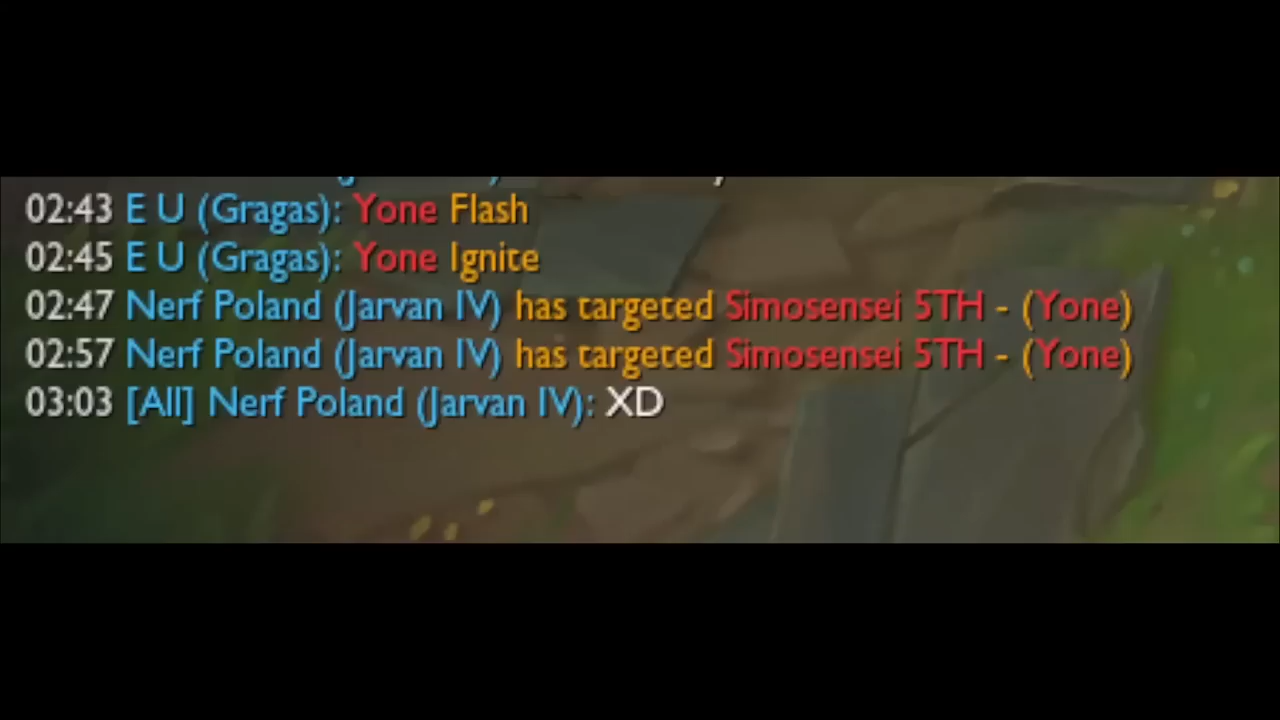 02:43 E U (Gragas): Yone Flash
02:45 E U (Gragas): Yone Ignite
02:47 Nerf Poland (Jarvan IV) has targeted Simosensei 5TH - (Yone)
02:57 Nerf Poland (Jarvan IV) has targeted Simosensei 5TH - (Yone)
03:03 [All] Nerf Poland (Jarvan IV): XD